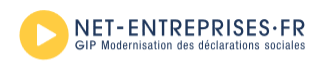 NET-ENTREPRISES·FR
GIP Modernisation des déclarations sociales